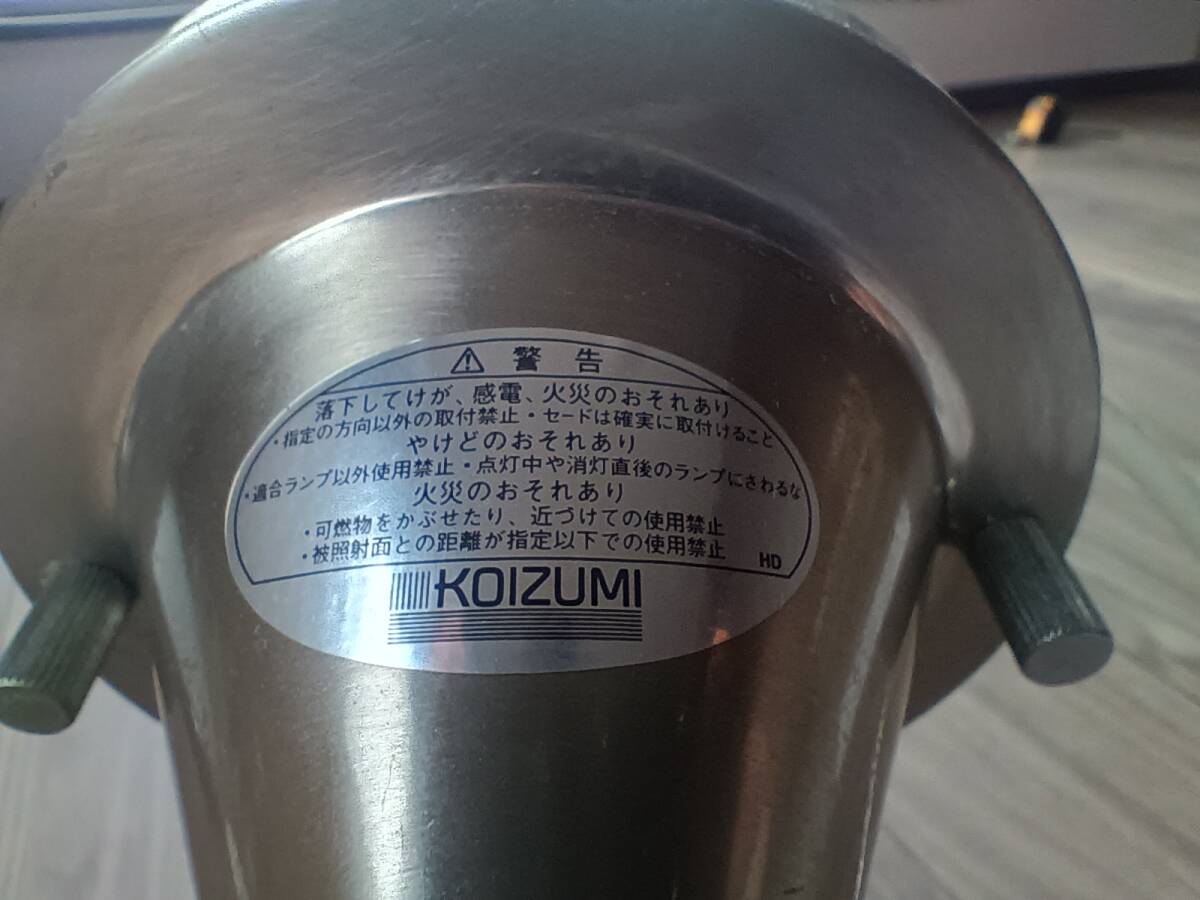 ⚠ 警告
落下してけが、感電、火災のおそれあり
・指定の方向以外の取付禁止・セードは確実に取付けること
やけどのおそれあり
・適合ランプ以外使用禁止・点灯中や消灯直後のランプにさわるな
火災のおそれあり
・可燃物をかぶせたり、近づけての使用禁止
・被照射面との距離が指定以下での使用禁止
HD
KOIZUMI